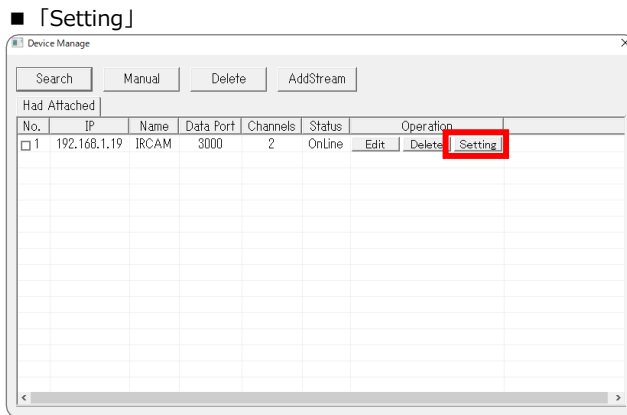 ■「Setting」
Device Manage
Search Manual Delete AddStream
Had Attached
No. IP Name Data Port Channels Status Operation
1 192.168.1.19 IRCAM 3000 2 OnLine Edit Delete Setting